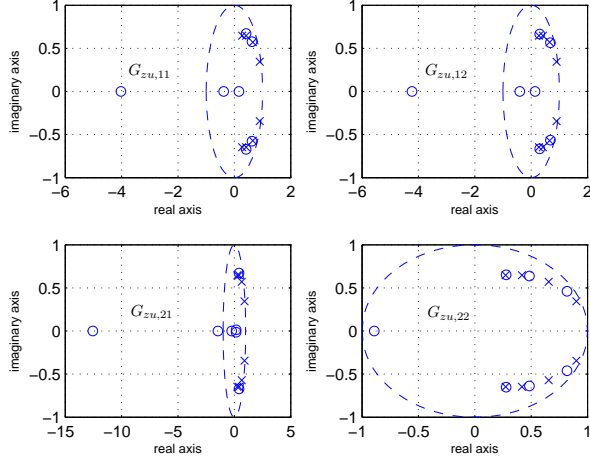 1
0.5
0
−0.5
−1
−6 −4 −2 0 2
real axis
imaginary axis
G_{zu,11}
1
0.5
0
−0.5
−1
−6 −4 −2 0 2
real axis
imaginary axis
G_{zu,12}
1
0.5
0
−0.5
−1
−15 −10 −5 0 5
real axis
imaginary axis
G_{zu,21}
1
0.5
0
−0.5
−1
−1 −0.5 0 0.5 1
real axis
imaginary axis
G_{zu,22}